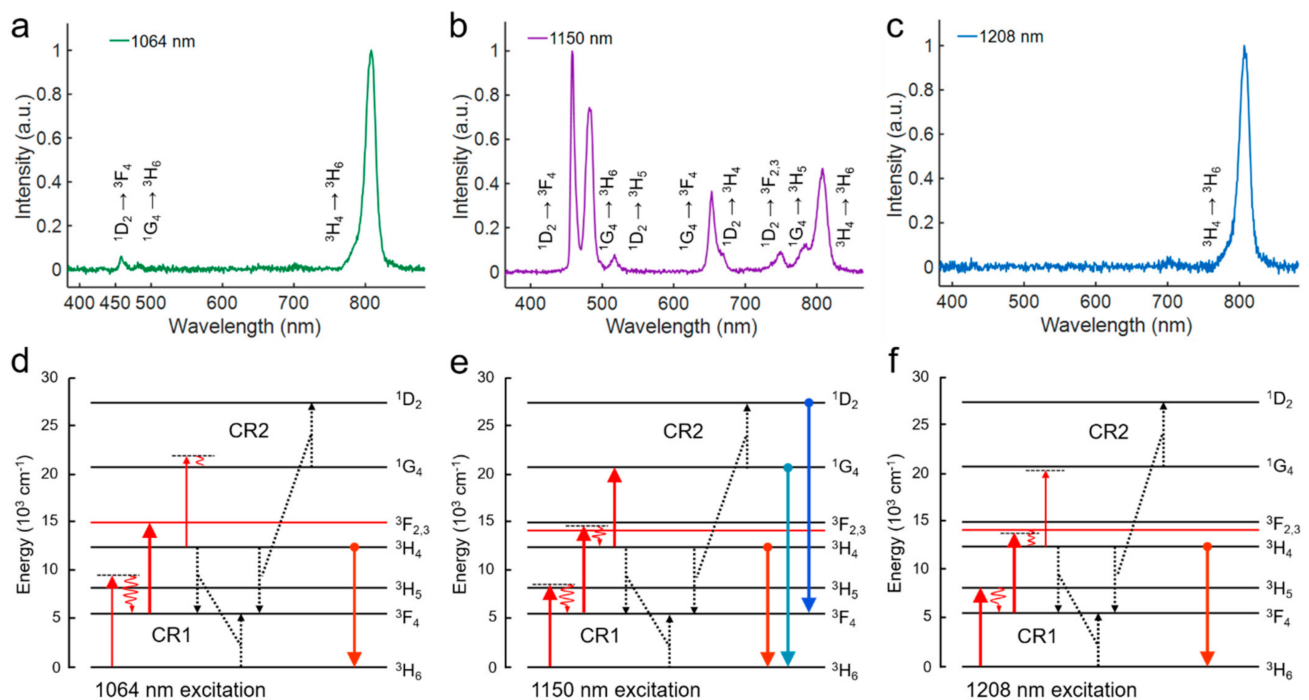 a
1064 nm
Intensity (a.u.)
1
0.8
0.6
0.4
0.2
0
¹D₂ → ³F₄
¹G₄ → ³H₆
³H₄ → ³H₆
400 450 500 600 700 800
Wavelength (nm)
b
1150 nm
Intensity (a.u.)
1
0.8
0.6
0.4
0.2
0
¹D₂ → ³F₄
¹G₄ → ³H₆
¹D₂ → ³H₅
¹G₄ → ³F₄
¹D₂ → ³H₄
¹D₂ → ³F₂,₃
¹G₄ → ³H₅
³H₄ → ³H₆
400 500 600 700 800
Wavelength (nm)
c
1208 nm
Intensity (a.u.)
1
0.8
0.6
0.4
0.2
0
³H₄ → ³H₆
400 500 600 700 800
Wavelength (nm)
d
Energy (10³ cm⁻¹)
30
25
20
15
10
5
0
CR2
CR1
¹D₂
¹G₄
³F₂,₃
³H₄
³H₅
³F₄
³H₆
1064 nm excitation
e
Energy (10³ cm⁻¹)
30
25
20
15
10
5
0
CR2
CR1
¹D₂
¹G₄
³F₂,₃
³H₄
³H₅
³F₄
³H₆
1150 nm excitation
f
Energy (10³ cm⁻¹)
30
25
20
15
10
5
0
CR2
CR1
¹D₂
¹G₄
³F₂,₃
³H₄
³H₅
³F₄
³H₆
1208 nm excitation